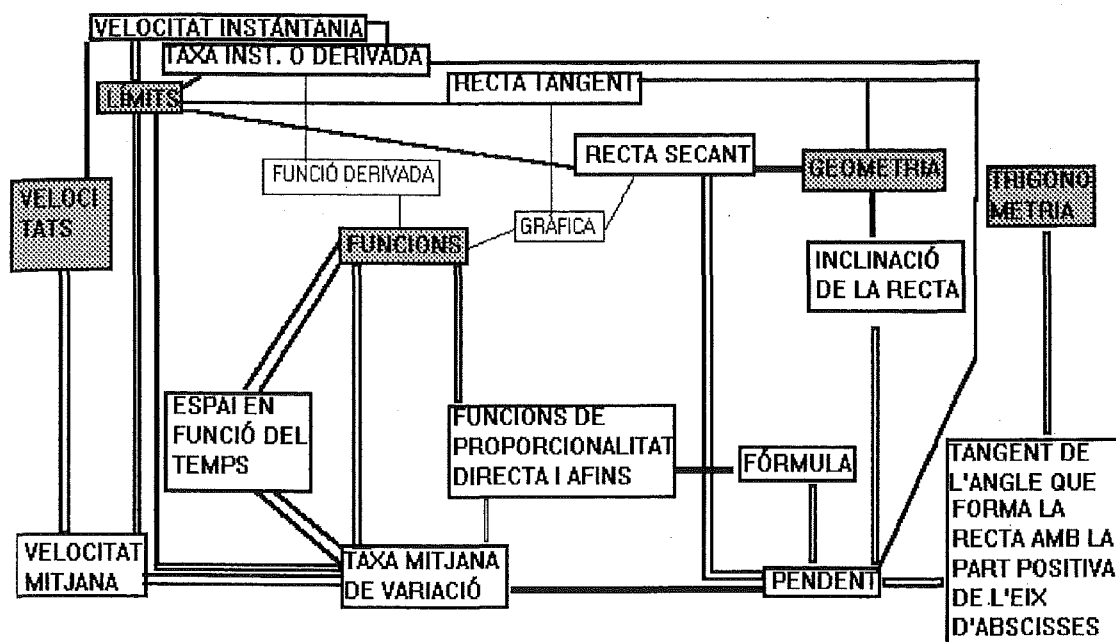 VELOCITAT INSTÁNTANIA
TAXA INST. O DERIVADA
LÍMITS
RECTA TANGENT
RECTA SECANT
GEOMETRIA
FUNCIÓ DERIVADA
TRIGONO
METRIA
VELOCI
TATS
GRÀFICA
FUNCIONS
INCLINACIÓ
DE LA RECTA
ESPAI EN
FUNCIÓ DEL
TEMPS
FUNCIONS DE
PROPORCIONALITAT
DIRECTA I AFINS
FÓRMULA
TANGENT DE
L'ANGLE QUE
FORMA LA
RECTA AMB LA
PART POSITIVA
DE L'EIX
D'ABSCISSES
VELOCITAT
MITJANA
TAXA MITJANA
DE VARIACIÓ
PENDENT